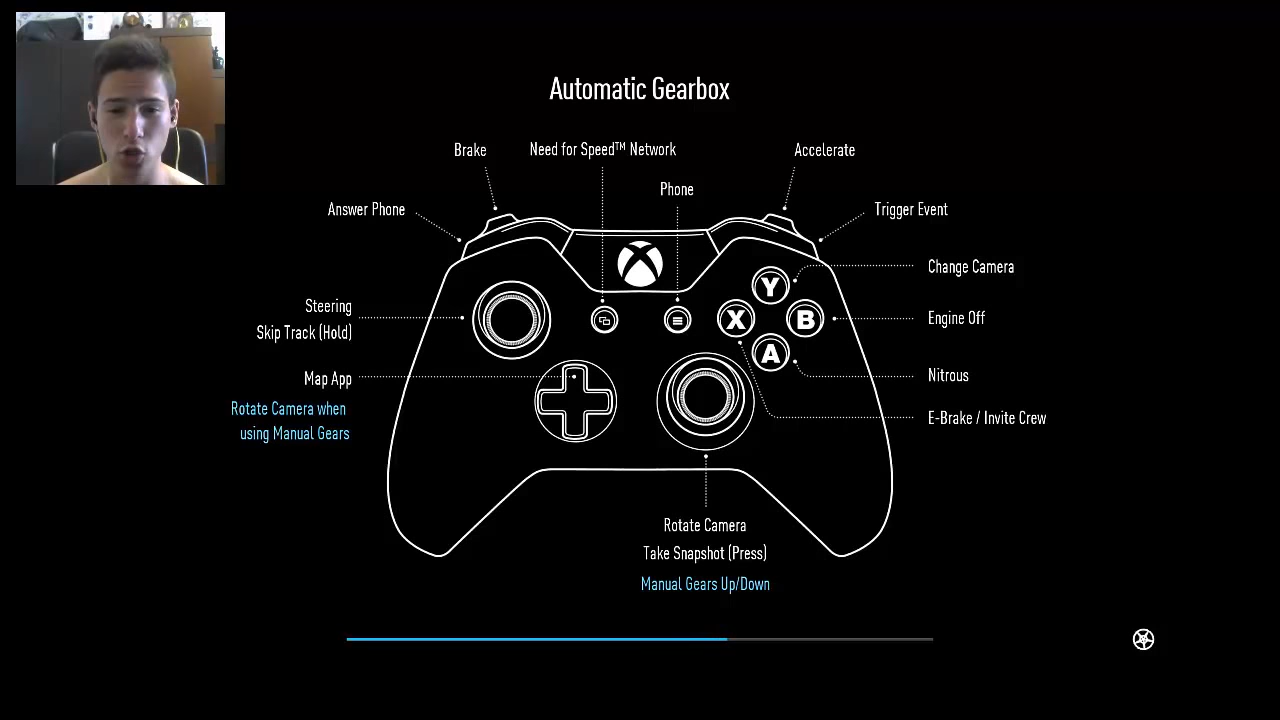 Automatic Gearbox
Brake
Need for Speed™ Network
Accelerate
Phone
Answer Phone
Trigger Event
Change Camera
Y
Steering
Skip Track (Hold)
X
B
Engine Off
A
Map App
Nitrous
Rotate Camera when
using Manual Gears
E-Brake / Invite Crew
Rotate Camera
Take Snapshot (Press)
Manual Gears Up/Down